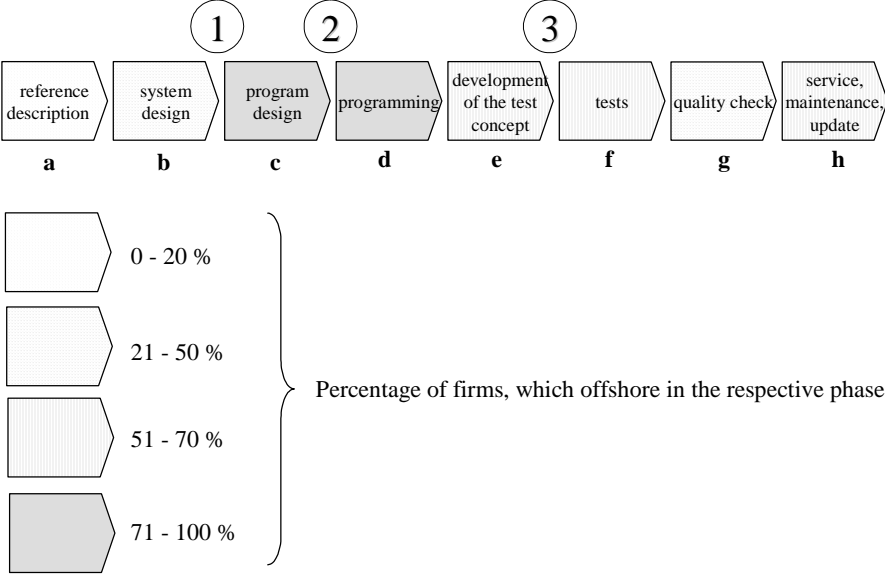 1
2
3
reference
description
system
design
program
design
programming
development
of the test
concept
tests
quality check
service,
maintenance,
update
a
b
c
d
e
f
g
h
0 - 20 %
21 - 50 %
51 - 70 %
71 - 100 %
Percentage of firms, which offshore in the respective phase